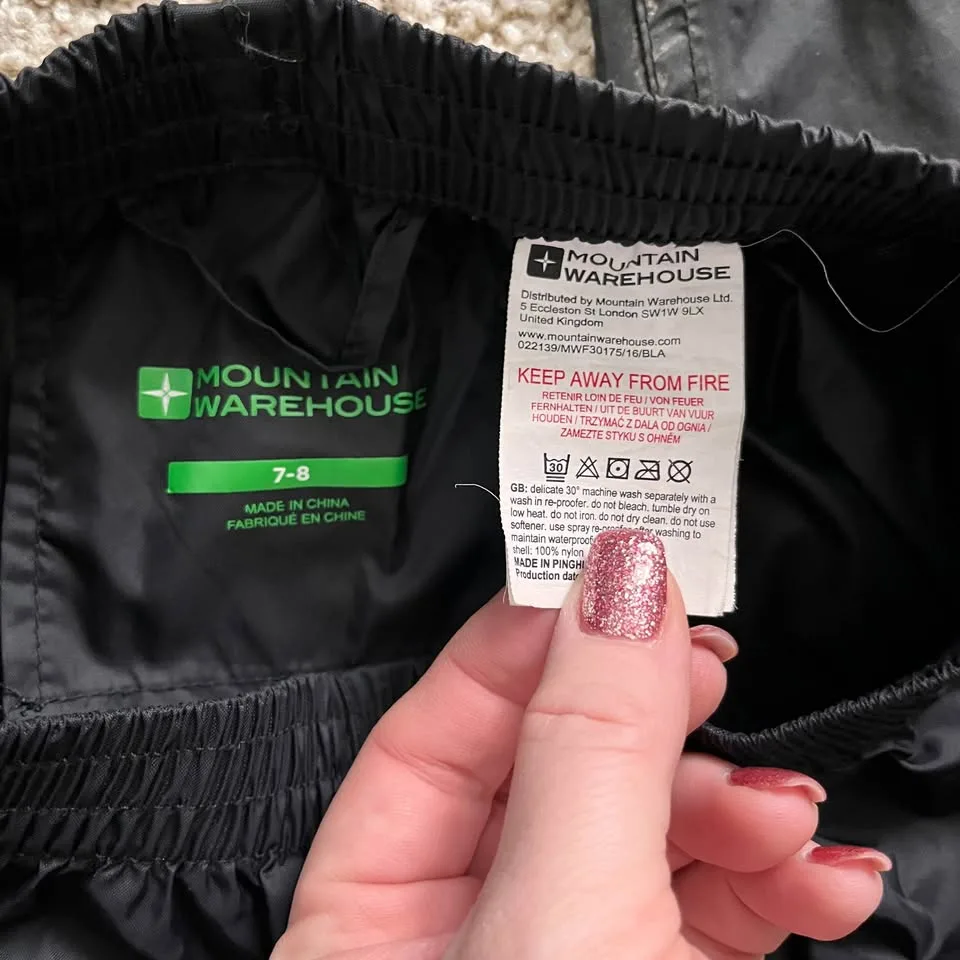 MOUNTAIN
WAREHOUSE
7-8
MADE IN CHINA
FABRIQUÉ EN CHINE
MOUNTAIN
WAREHOUSE
Distributed by Mountain Warehouse Ltd.
5 Eccleston St London SW1W 9LX
United Kingdom
www.mountainwarehouse.com
022139/MWF30175/16/BLA
KEEP AWAY FROM FIRE
RETENIR LOIN DE FEU / VON FEUER
FERNHALTEN / UIT DE BUURT VAN VUUR
HOUDEN / TRZYMAĆ Z DALA OD OGNIA /
ZAMEZTE STYKU S OHNĚM
30
GB: delicate 30° machine wash separately with a
wash in re-proofer. do not bleach. tumble dry on
low heat. do not iron. do not dry clean. do not use
softener. use spray re-proofer after washing to
maintain
shell: 100% nylon
MADE IN
Production